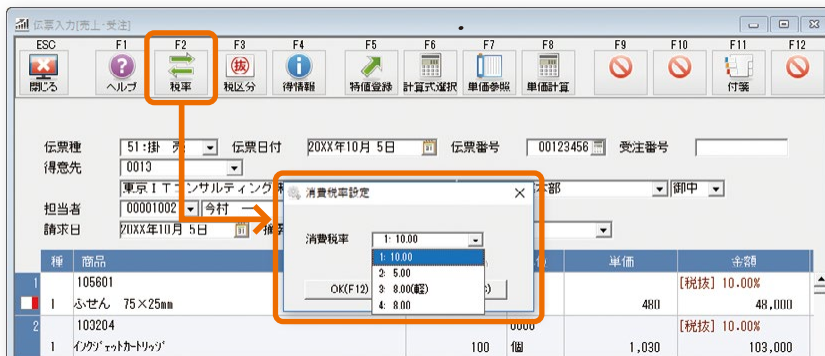 伝票入力[売上-受注]
ESC F1 F2 F3 F4 F5 F6 F7 F8 F9 F10 F11 F12
閉じる ヘルプ 税率 税区分 得情報 特値登録 計算式選択 単価参照 単価計算 付箋
抜
伝票種 51:掛 売 伝票日付 20XX年10月 5日 伝票番号 00123456 受注番号
得意先 0013
東京ITコンサルティング 本部 御中
担当者 00001002 今村 一
請求日 20XX年10月 5日 摘
消費税率設定
消費税率 1: 10.00
1: 10.00
2: 5.00
OK(F12) 3: 8.00(軽)
4: 8.00
種 商品 単価 金額
1 105601 [税抜] 10.00%
1 ふせん 75×25mm 480 48,000
2 103204 0000 [税抜] 10.00%
1 インクジェットカートリッジ 100 個 1,030 103,000